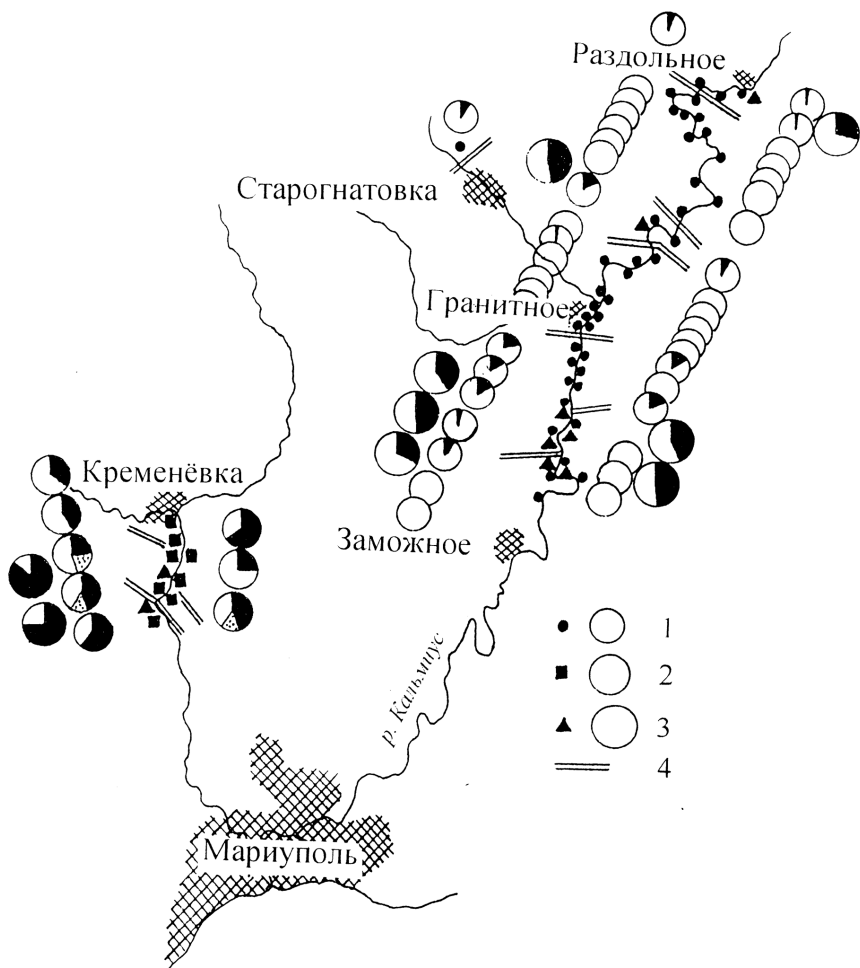 Раздольное
Старогнатовка
Гранитное
Кременёвка
Заможное
р. Кальмиус
1
2
3
4
Мариуполь